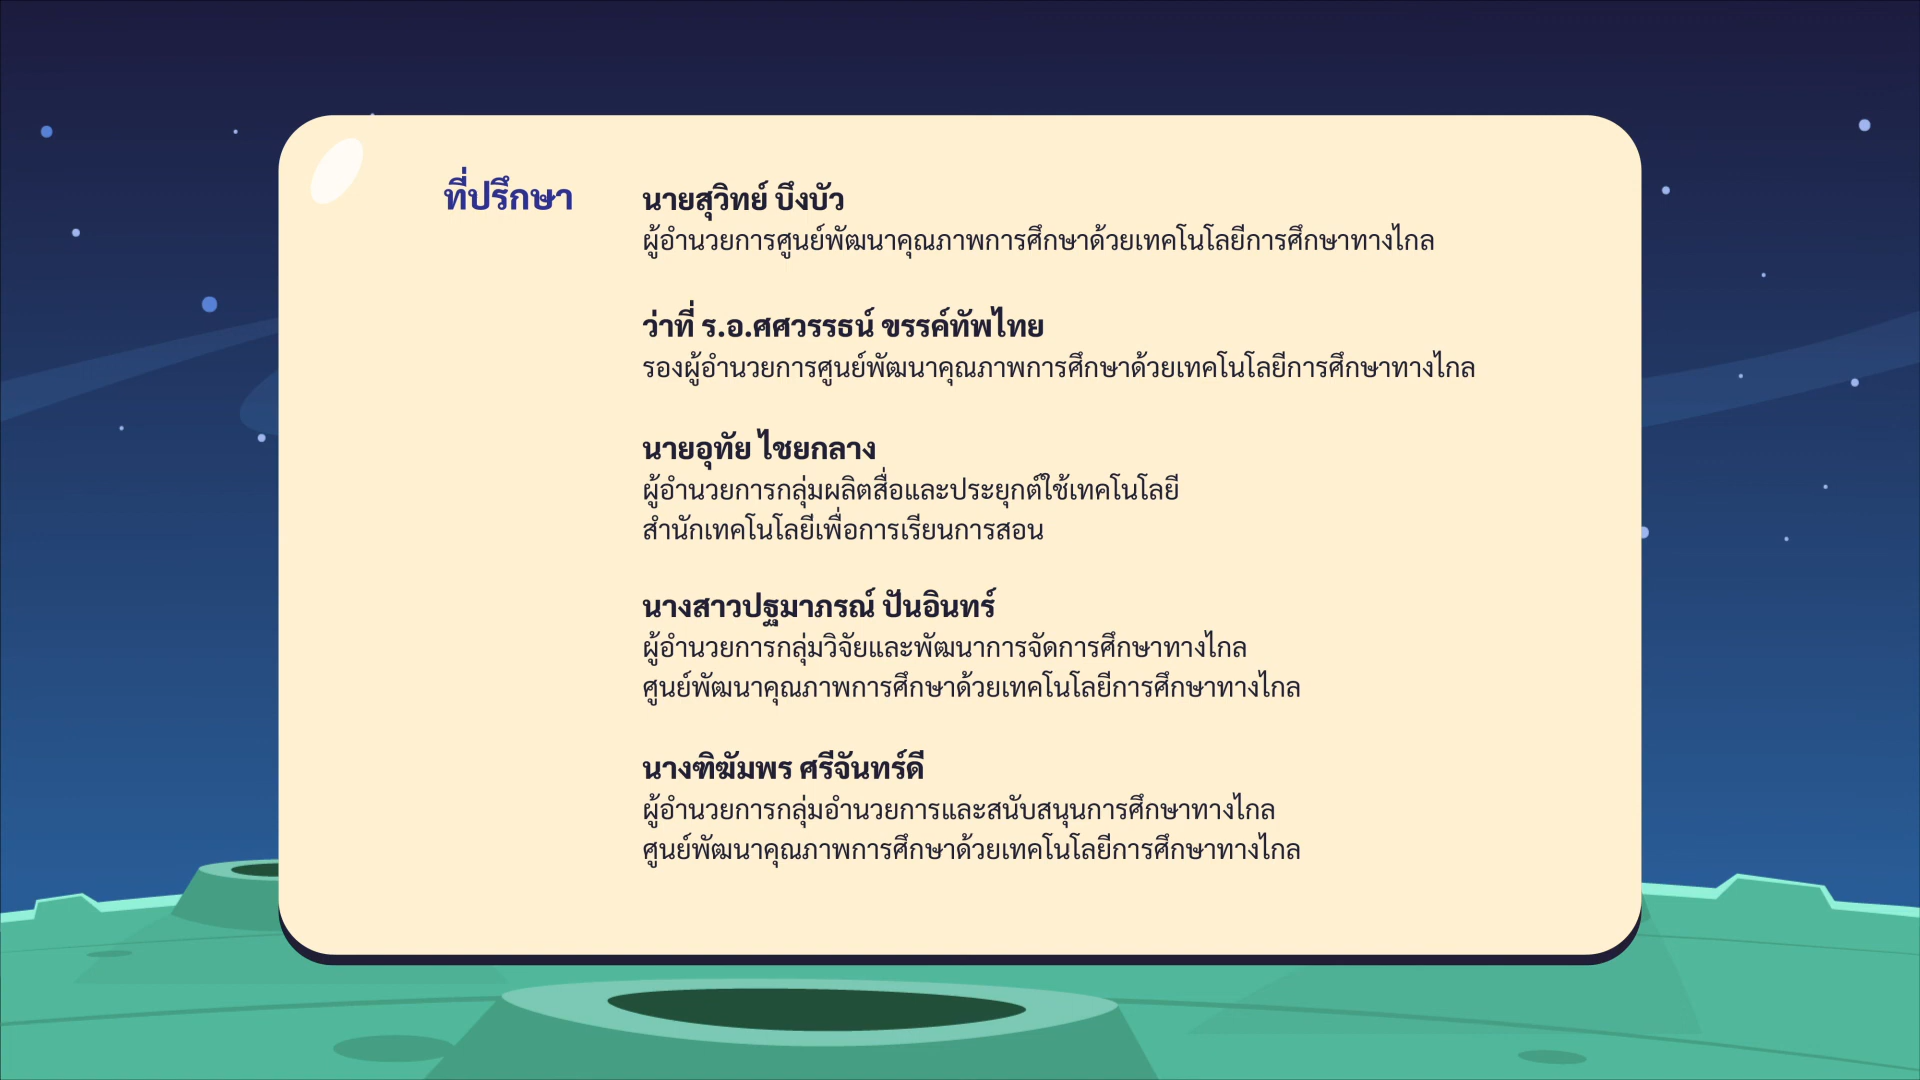 ที่ปรึกษา
นายสุวิทย์ บึงบัว
ผู้อำนวยการศูนย์พัฒนาคุณภาพการศึกษาด้วยเทคโนโลยีการศึกษาทางไกล
ว่าที่ ร.อ.ศศวรรธน์ ขรรค์ทัพไทย
รองผู้อำนวยการศูนย์พัฒนาคุณภาพการศึกษาด้วยเทคโนโลยีการศึกษาทางไกล
นายอุทัย ไชยกลาง
ผู้อำนวยการกลุ่มผลิตสื่อและประยุกต์ใช้เทคโนโลยี
สำนักเทคโนโลยีเพื่อการเรียนการสอน
นางสาวปฐมาภรณ์ ปันอินทร์
ผู้อำนวยการกลุ่มวิจัยและพัฒนาการจัดการศึกษาทางไกล
ศูนย์พัฒนาคุณภาพการศึกษาด้วยเทคโนโลยีการศึกษาทางไกล
นางฑิฆัมพร ศรีจันทร์ดี
ผู้อำนวยการกลุ่มอำนวยการและสนับสนุนการศึกษาทางไกล
ศูนย์พัฒนาคุณภาพการศึกษาด้วยเทคโนโลยีการศึกษาทางไกล